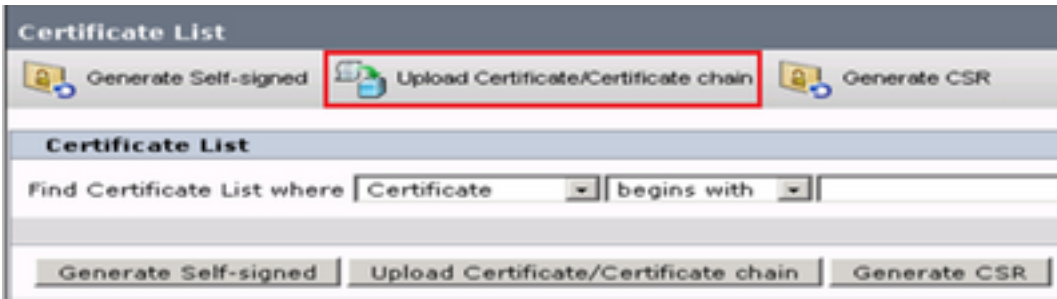 Certificate List
Generate Self-signed Upload Certificate/Certificate chain Generate CSR
Certificate List
Find Certificate List where Certificate begins with
Generate Self-signed Upload Certificate/Certificate chain Generate CSR